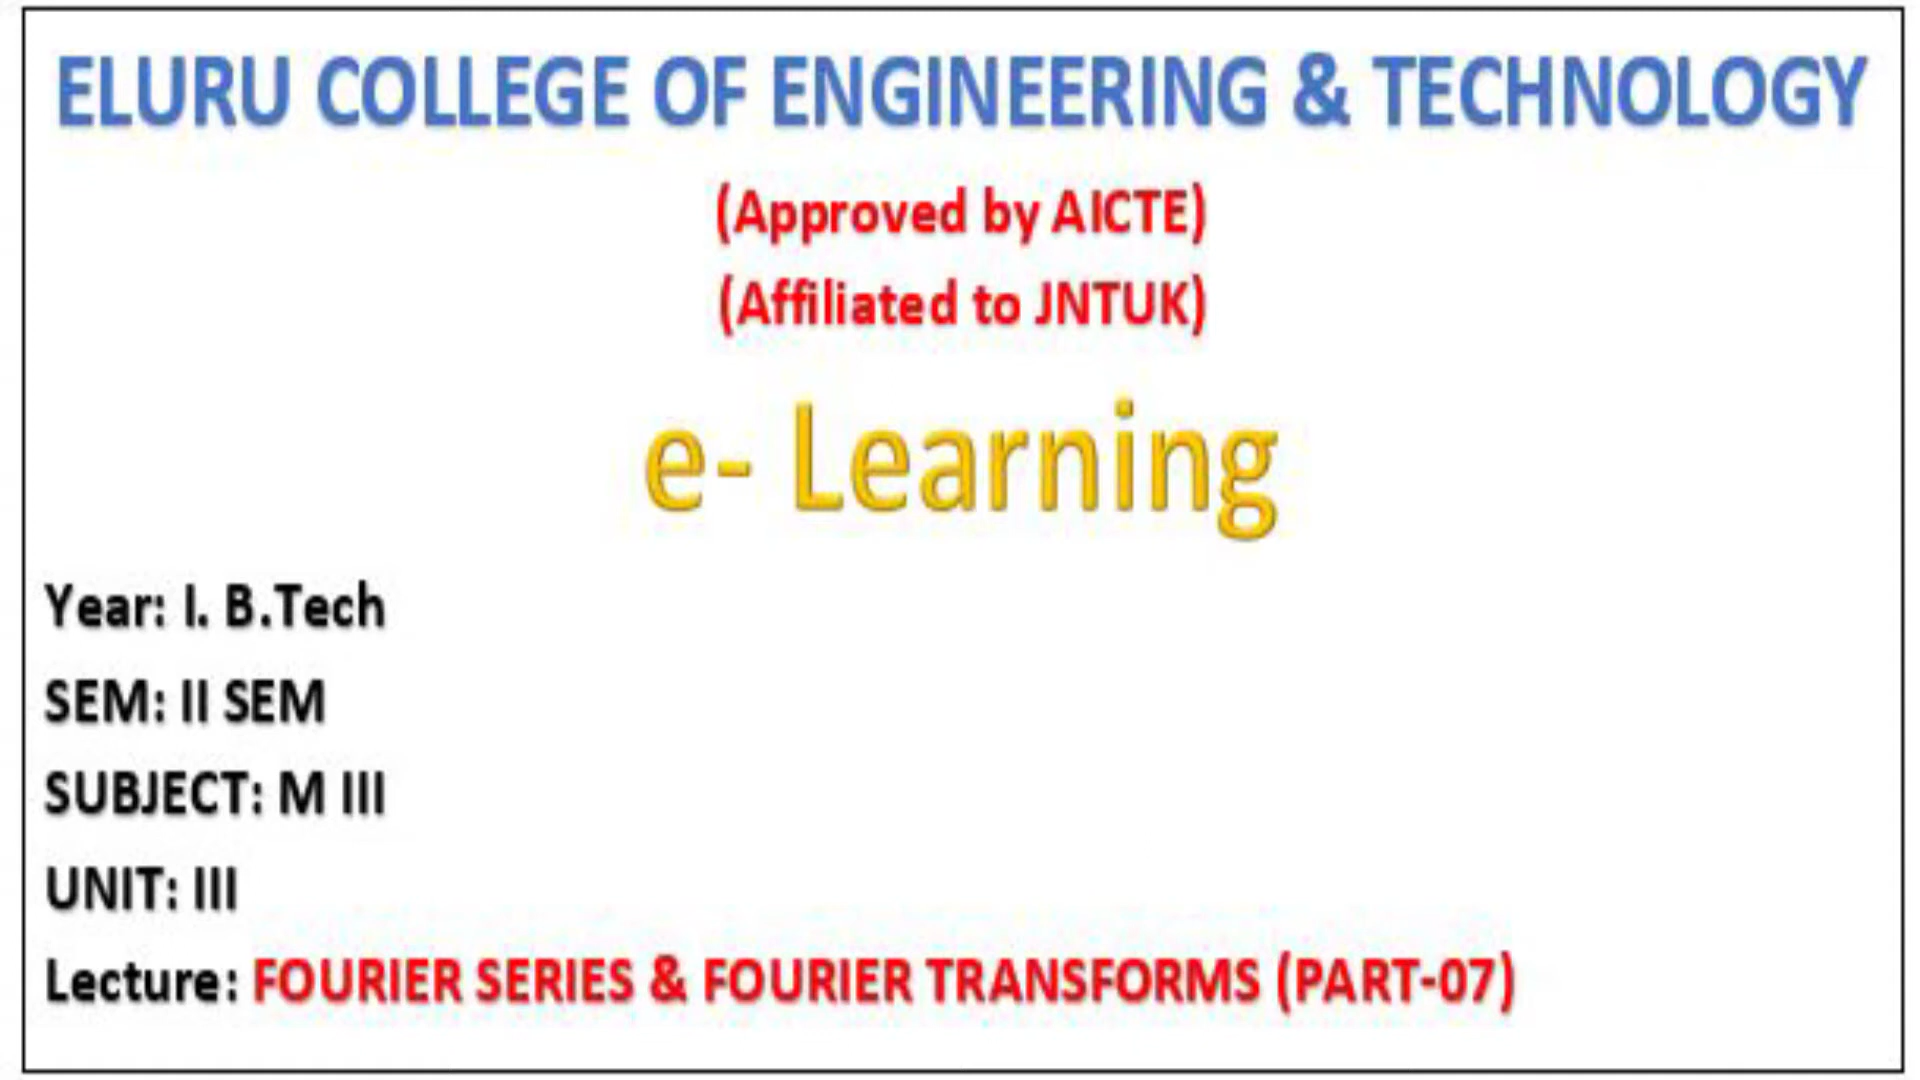 ELURU COLLEGE OF ENGINEERING & TECHNOLOGY
(Approved by AICTE)
(Affiliated to JNTUK)
e- Learning
Year: I. B.Tech
SEM: II SEM
SUBJECT: M III
UNIT: III
Lecture: FOURIER SERIES & FOURIER TRANSFORMS (PART-07)